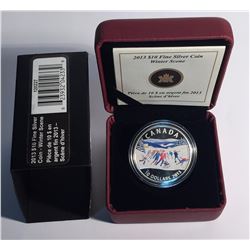 2013 $10 Fine Silver Coin
Winter Scene
Pièce de 10 $ en argent fin 2013
Scène d'hiver
2013 $10 Fine Silver
Coin - Winter Scene
Pièce de 10 $ en
argent fin 2013 -
Scène d'hiver
CANADA
10 DOLLARS 2013